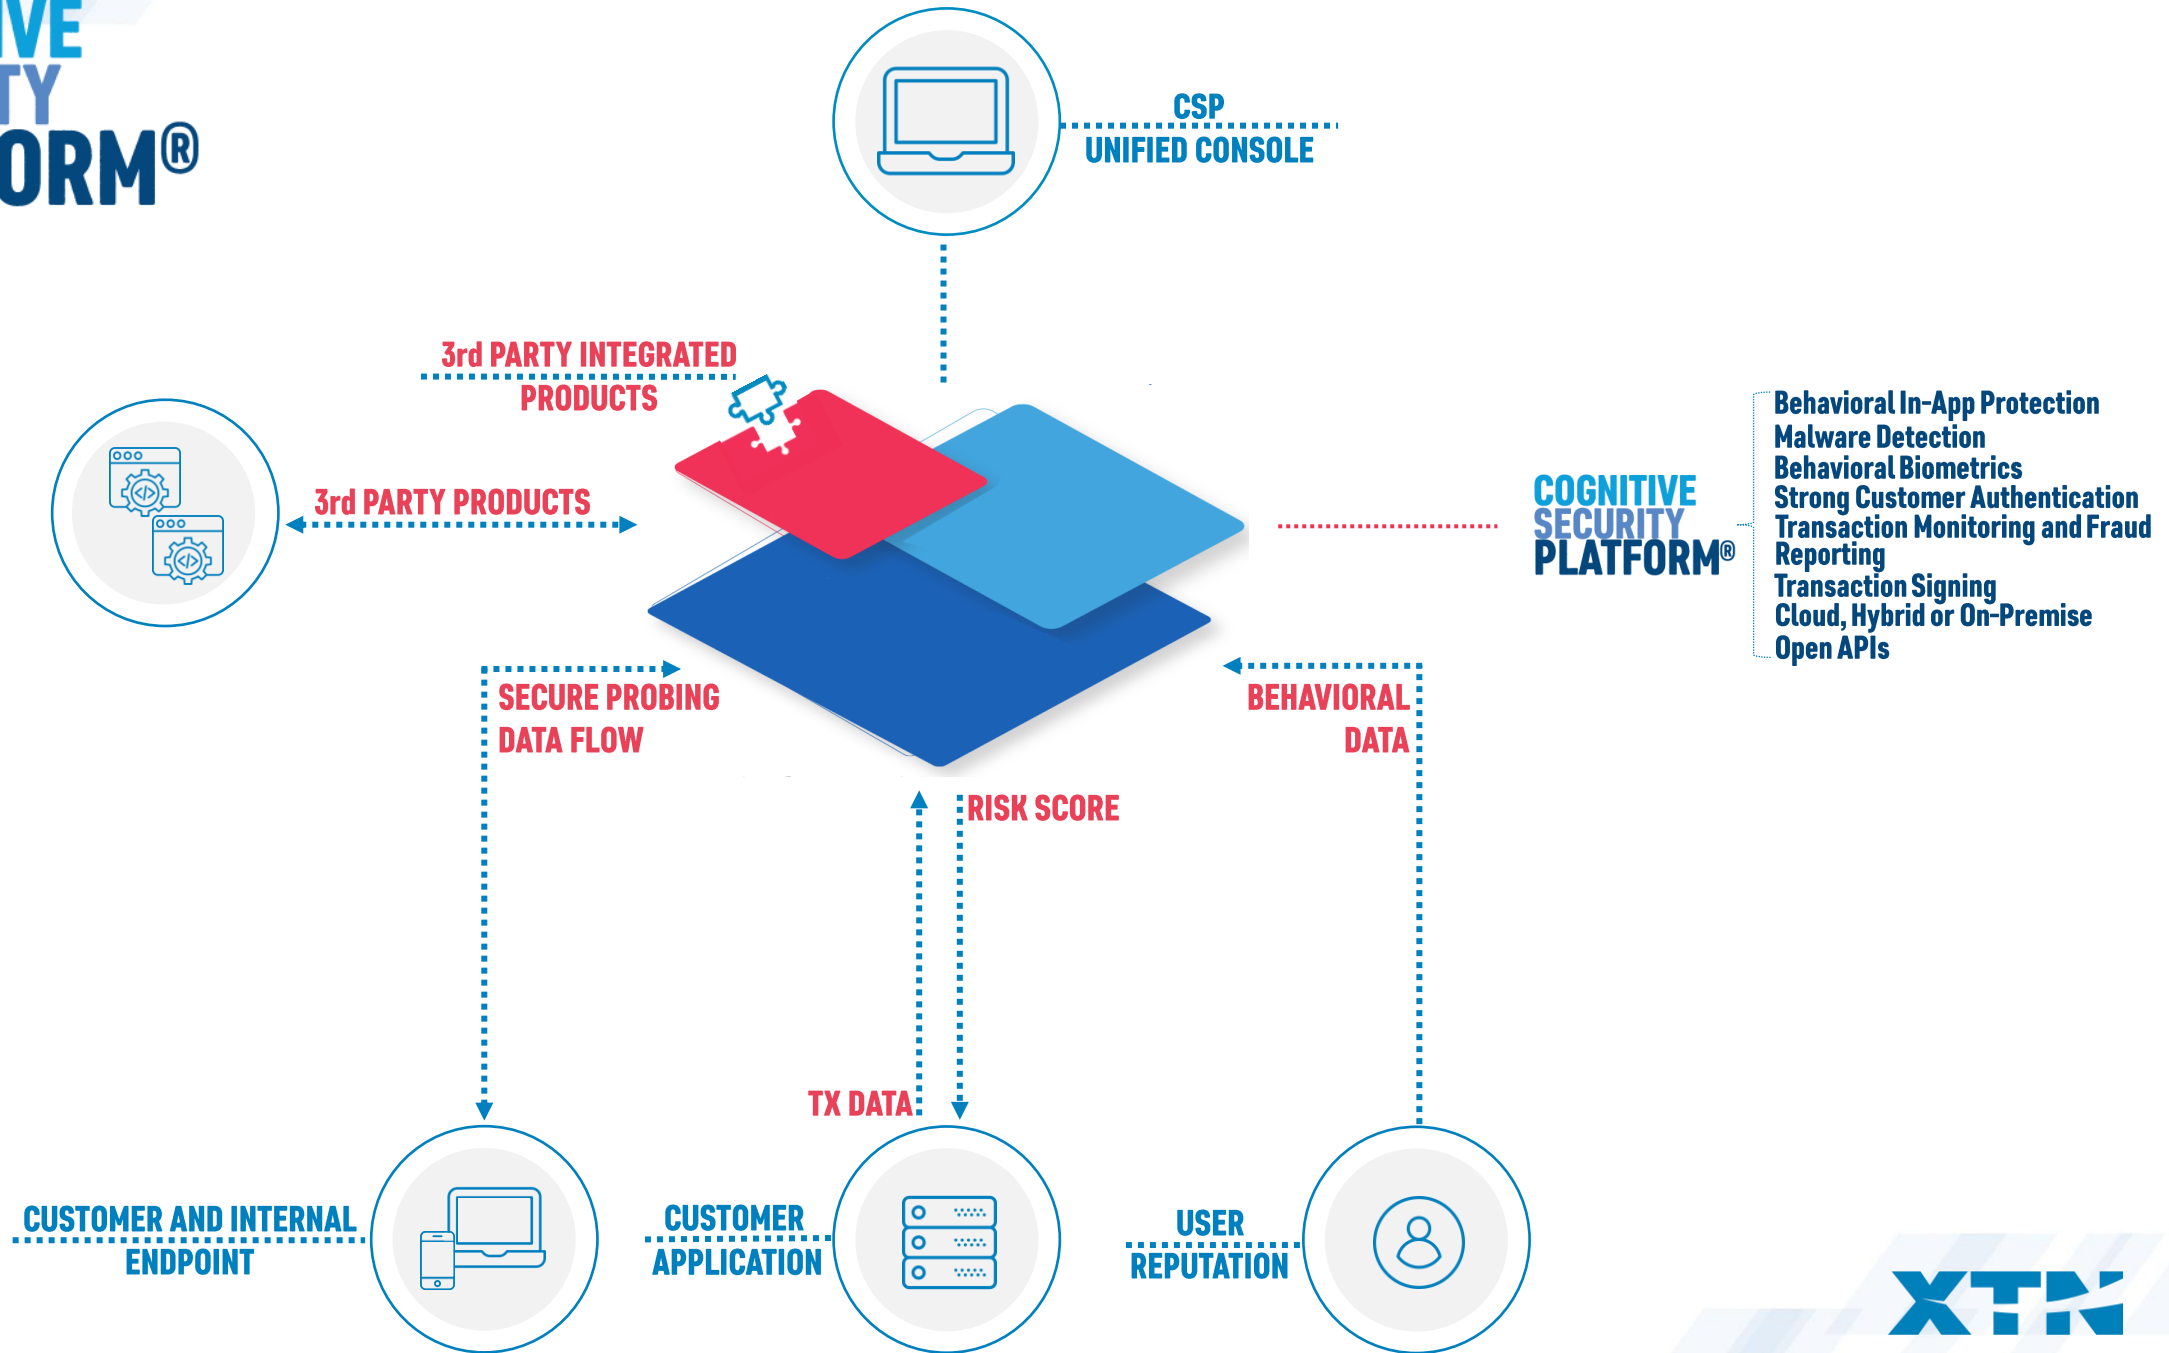 IVE
TY
ORM®
CSP
UNIFIED CONSOLE
3rd PARTY INTEGRATED
PRODUCTS
3rd PARTY PRODUCTS
COGNITIVE
SECURITY
PLATFORM®
Behavioral In-App Protection
Malware Detection
Behavioral Biometrics
Strong Customer Authentication
Transaction Monitoring and Fraud
Reporting
Transaction Signing
Cloud, Hybrid or On-Premise
Open APIs
SECURE PROBING
DATA FLOW
BEHAVIORAL
DATA
RISK SCORE
TX DATA
CUSTOMER AND INTERNAL
ENDPOINT
CUSTOMER
APPLICATION
USER
REPUTATION
XTN